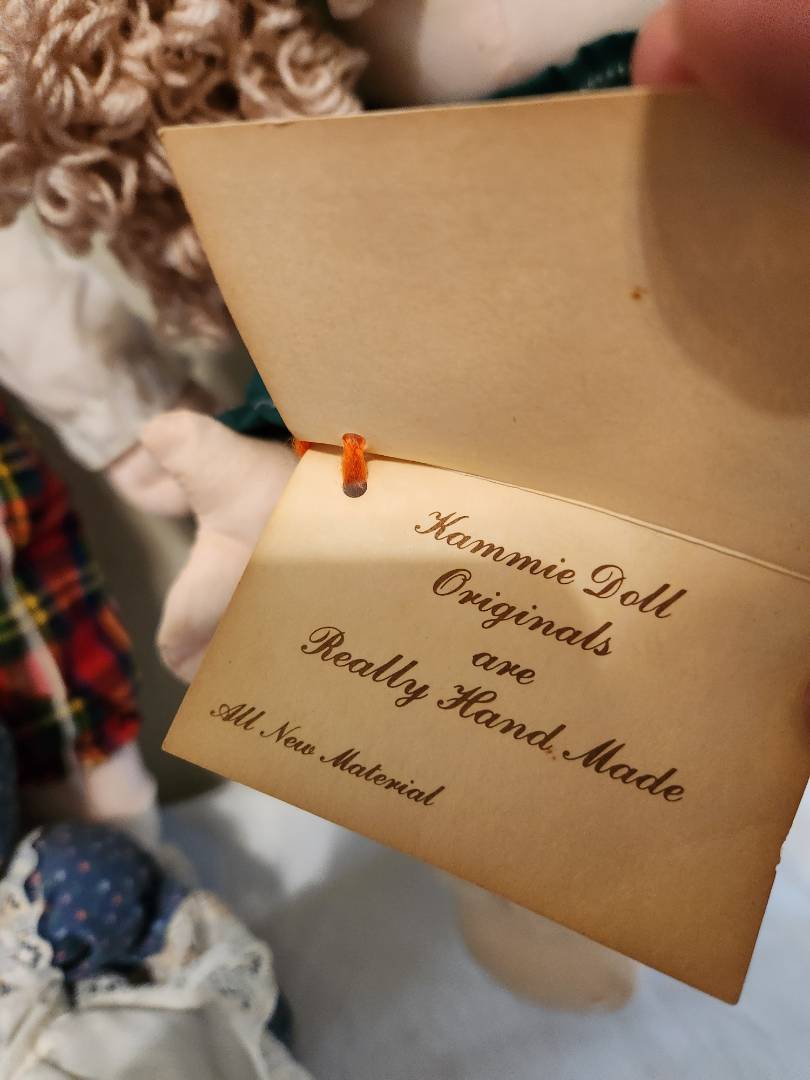 Kammie Doll
Originals
are
Really Hand Made
All New Material